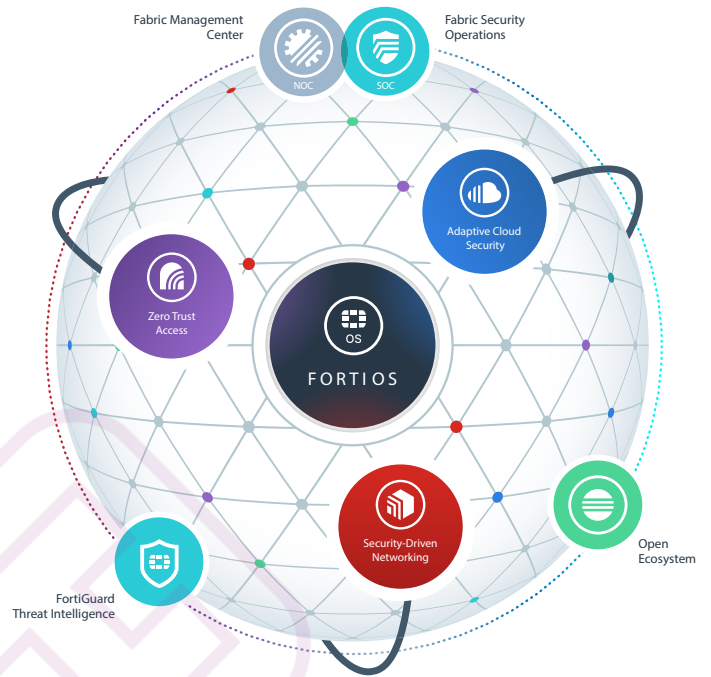 Fabric Management
Center
Fabric Security
Operations
NOC
SOC
Adaptive Cloud
Security
Zero Trust
Access
OS
FORTIOS
Security-Driven
Networking
Open
Ecosystem
FortiGuard
Threat Intelligence